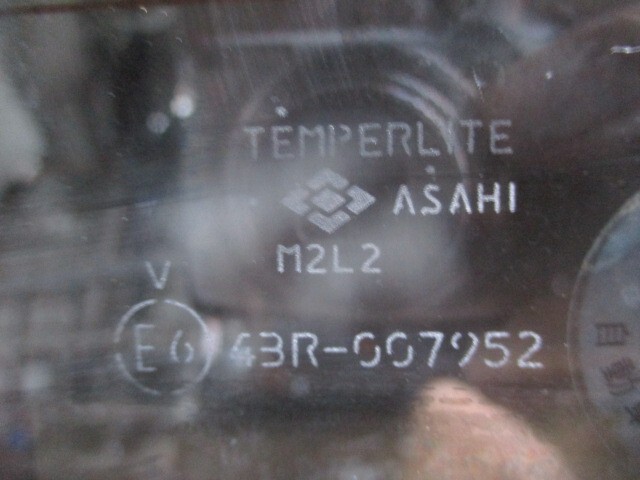 TEMPERLITE
ASAHI
M2L2
V
E6 43R-007952